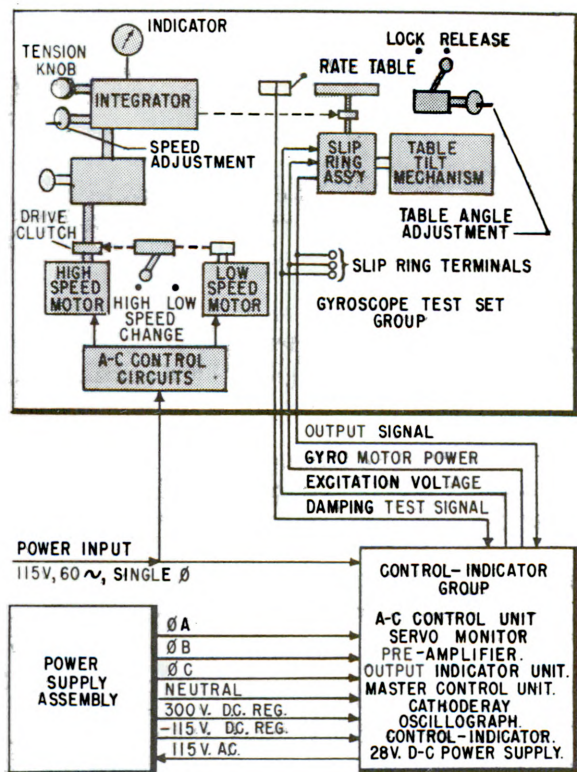 INDICATOR
TENSION
KNOB
INTEGRATOR
SPEED
ADJUSTMENT
DRIVE
CLUTCH
HIGH
SPEED
MOTOR
HIGH LOW
SPEED
CHANGE
LOW
SPEED
MOTOR
A-C CONTROL
CIRCUITS
LOCK RELEASE
RATE TABLE
SLIP
RING
ASS'Y
TABLE
TILT
MECHANISM
TABLE ANGLE
ADJUSTMENT
SLIP RING TERMINALS
GYROSCOPE TEST SET
GROUP
OUTPUT SIGNAL
GYRO MOTOR POWER
EXCITATION VOLTAGE
DAMPING TEST SIGNAL
POWER INPUT
115V, 60 ~, SINGLE Ø
POWER
SUPPLY
ASSEMBLY
ØA
ØB
ØC
NEUTRAL
300 V. D.C. REG.
-115V. D.C. REG.
115V. A.C.
CONTROL-INDICATOR
GROUP
A-C CONTROL UNIT
SERVO MONITOR
PRE-AMPLIFIER.
OUTPUT INDICATOR UNIT.
MASTER CONTROL UNIT.
CATHODERAY
OSCILLOGRAPH.
CONTROL-INDICATOR.
28V. D-C POWER SUPPLY.